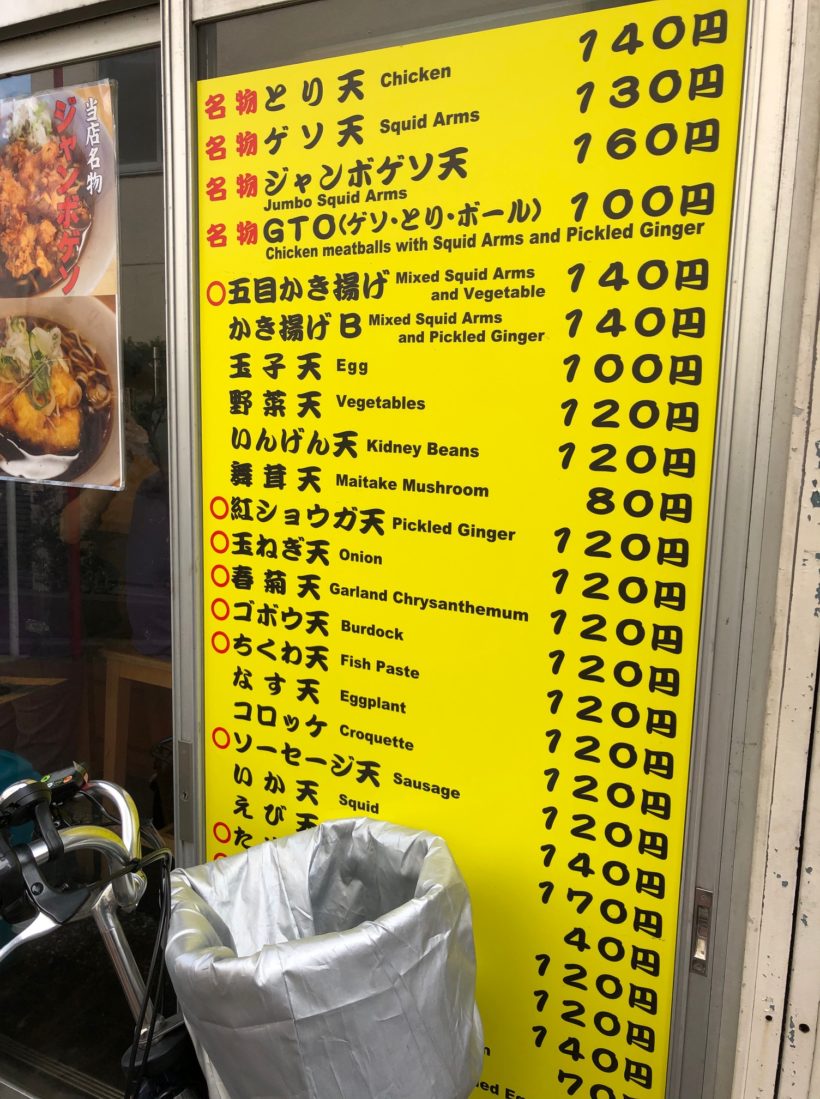 当店名物
ジャンボゲソ
名物 とり天 Chicken 140円
名物 ゲソ天 Squid Arms 130円
名物 ジャンボゲソ天 160円
Jumbo Squid Arms
名物 GTO(ゲソ・とり・ボール) 100円
Chicken meatballs with Squid Arms and Pickled Ginger
○五目かき揚げ Mixed Squid Arms and Vegetable 140円
かき揚げB Mixed Squid Arms and Pickled Ginger 140円
玉子天 Egg 100円
野菜天 Vegetables 120円
いんげん天 Kidney Beans 120円
舞茸天 Maitake Mushroom 80円
○紅ショウガ天 Pickled Ginger 120円
○玉ねぎ天 Onion 120円
○春菊天 Garland Chrysanthemum 120円
○ゴボウ天 Burdock 120円
○ちくわ天 Fish Paste 120円
なす天 Eggplant 120円
コロッケ Croquette 120円
○ソーセージ天 Sausage 120円
いか天 Squid 140円
えび天 170円
○た 40円
120円
120円
140円
70円